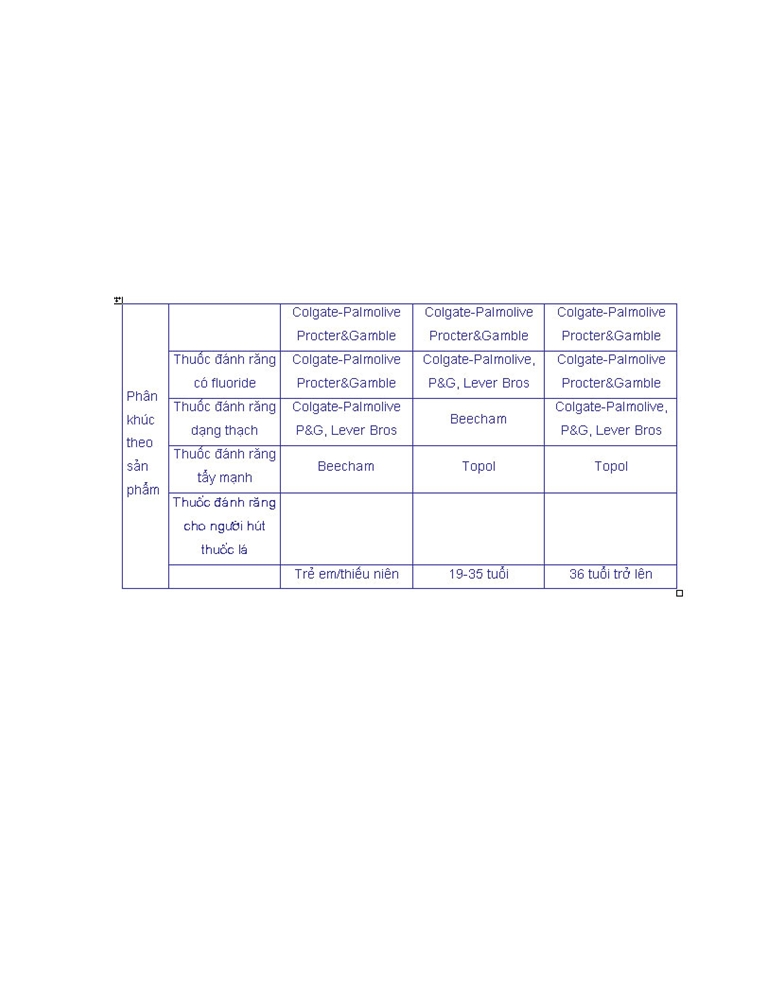 Phân
khúc
theo
sản
phẩm
Colgate-Palmolive
Procter&Gamble
Colgate-Palmolive
Procter&Gamble
Colgate-Palmolive
Procter&Gamble
Thuốc đánh răng
có fluoride
Colgate-Palmolive
Procter&Gamble
Colgate-Palmolive,
P&G, Lever Bros
Colgate-Palmolive
Procter&Gamble
Thuốc đánh răng
dạng thạch
Colgate-Palmolive
P&G, Lever Bros
Beecham
Colgate-Palmolive,
P&G, Lever Bros
Thuốc đánh răng
tẩy mạnh
Beecham
Topol
Topol
Thuốc đánh răng
cho người hút
thuốc lá
Trẻ em/thiếu niên
19-35 tuổi
36 tuổi trở lên